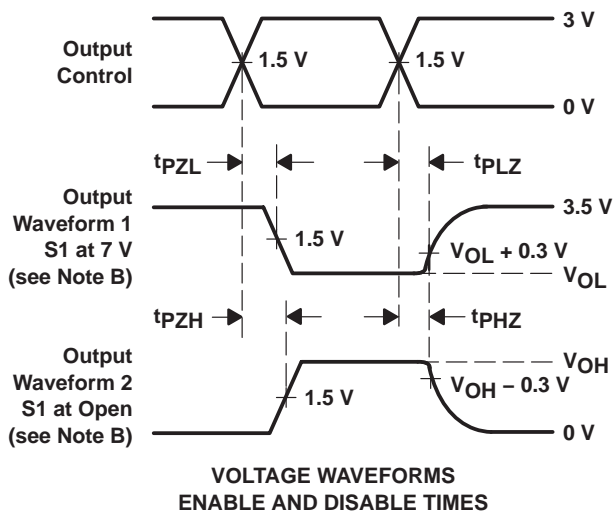 Output
Control
1.5 V
1.5 V
3 V
0 V
tPZL
tPLZ
Output
Waveform 1
S1 at 7 V
(see Note B)
1.5 V
3.5 V
VOL + 0.3 V
VOL
tPZH
tPHZ
Output
Waveform 2
S1 at Open
(see Note B)
1.5 V
VOH
VOH − 0.3 V
0 V
VOLTAGE WAVEFORMS
ENABLE AND DISABLE TIMES